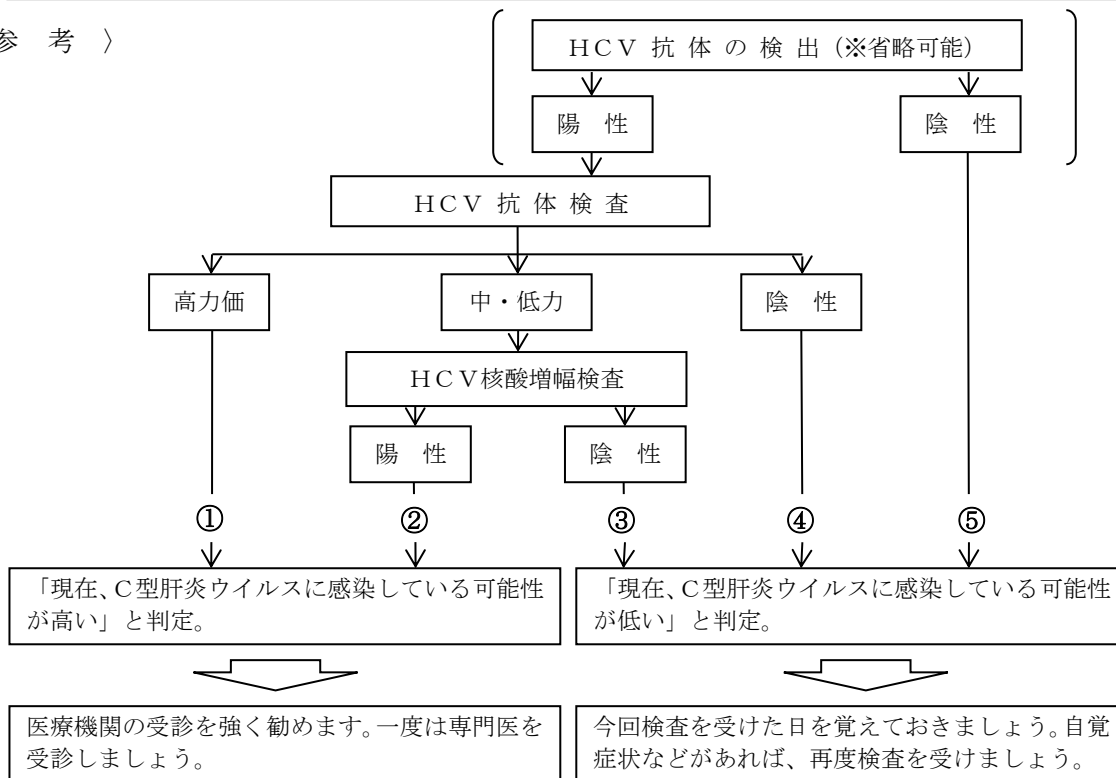 参 考 〉
ＨＣＶ 抗 体 の 検 出（※省略可能）
陽 性
陰 性
ＨＣＶ 抗 体 検 査
高力価
中・低力
陰 性
ＨＣＶ核酸増幅検査
陽 性
陰 性
①
②
③
④
⑤
「現在、Ｃ型肝炎ウイルスに感染している可能性
が高い」と判定。
「現在、Ｃ型肝炎ウイルスに感染している可能性
が低い」と判定。
医療機関の受診を強く勧めます。一度は専門医を
受診しましょう。
今回検査を受けた日を覚えておきましょう。自覚
症状などがあれば、再度検査を受けましょう。